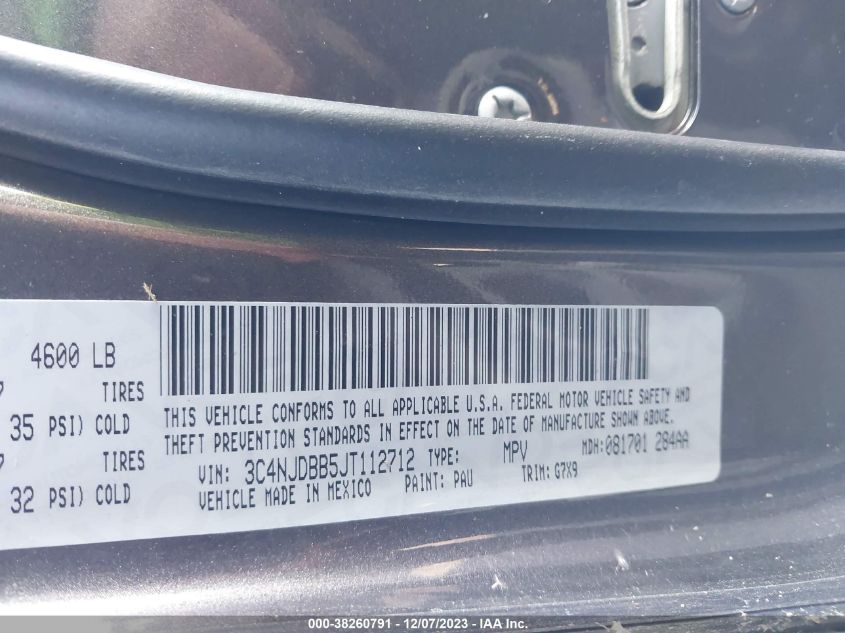 4600 LB
TIRES
35 PSI) COLD
TIRES
32 PSI) COLD
THIS VEHICLE CONFORMS TO ALL APPLICABLE U.S.A. FEDERAL MOTOR VEHICLE SAFETY AND
THEFT PREVENTION STANDARDS IN EFFECT ON THE DATE OF MANUFACTURE SHOWN ABOVE.
VIN: 3C4NJDBB5JT112712 TYPE: MPV MDH:081701 284AA
VEHICLE MADE IN MEXICO PAINT: PAU TRIM: G7X9
000-38260791 - 12/07/2023 - IAA Inc.